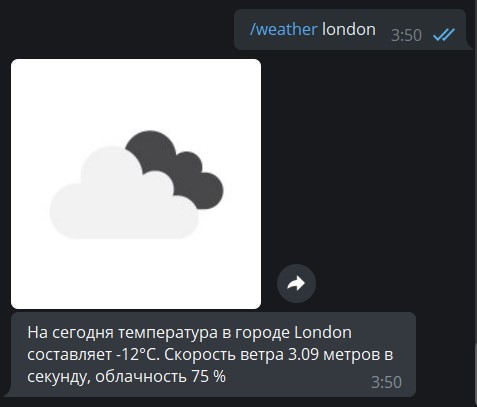 /weather london 3:50
На сегодня температура в городе London
составляет -12°C. Скорость ветра 3.09 метров в
секунду, облачность 75 %
3:50